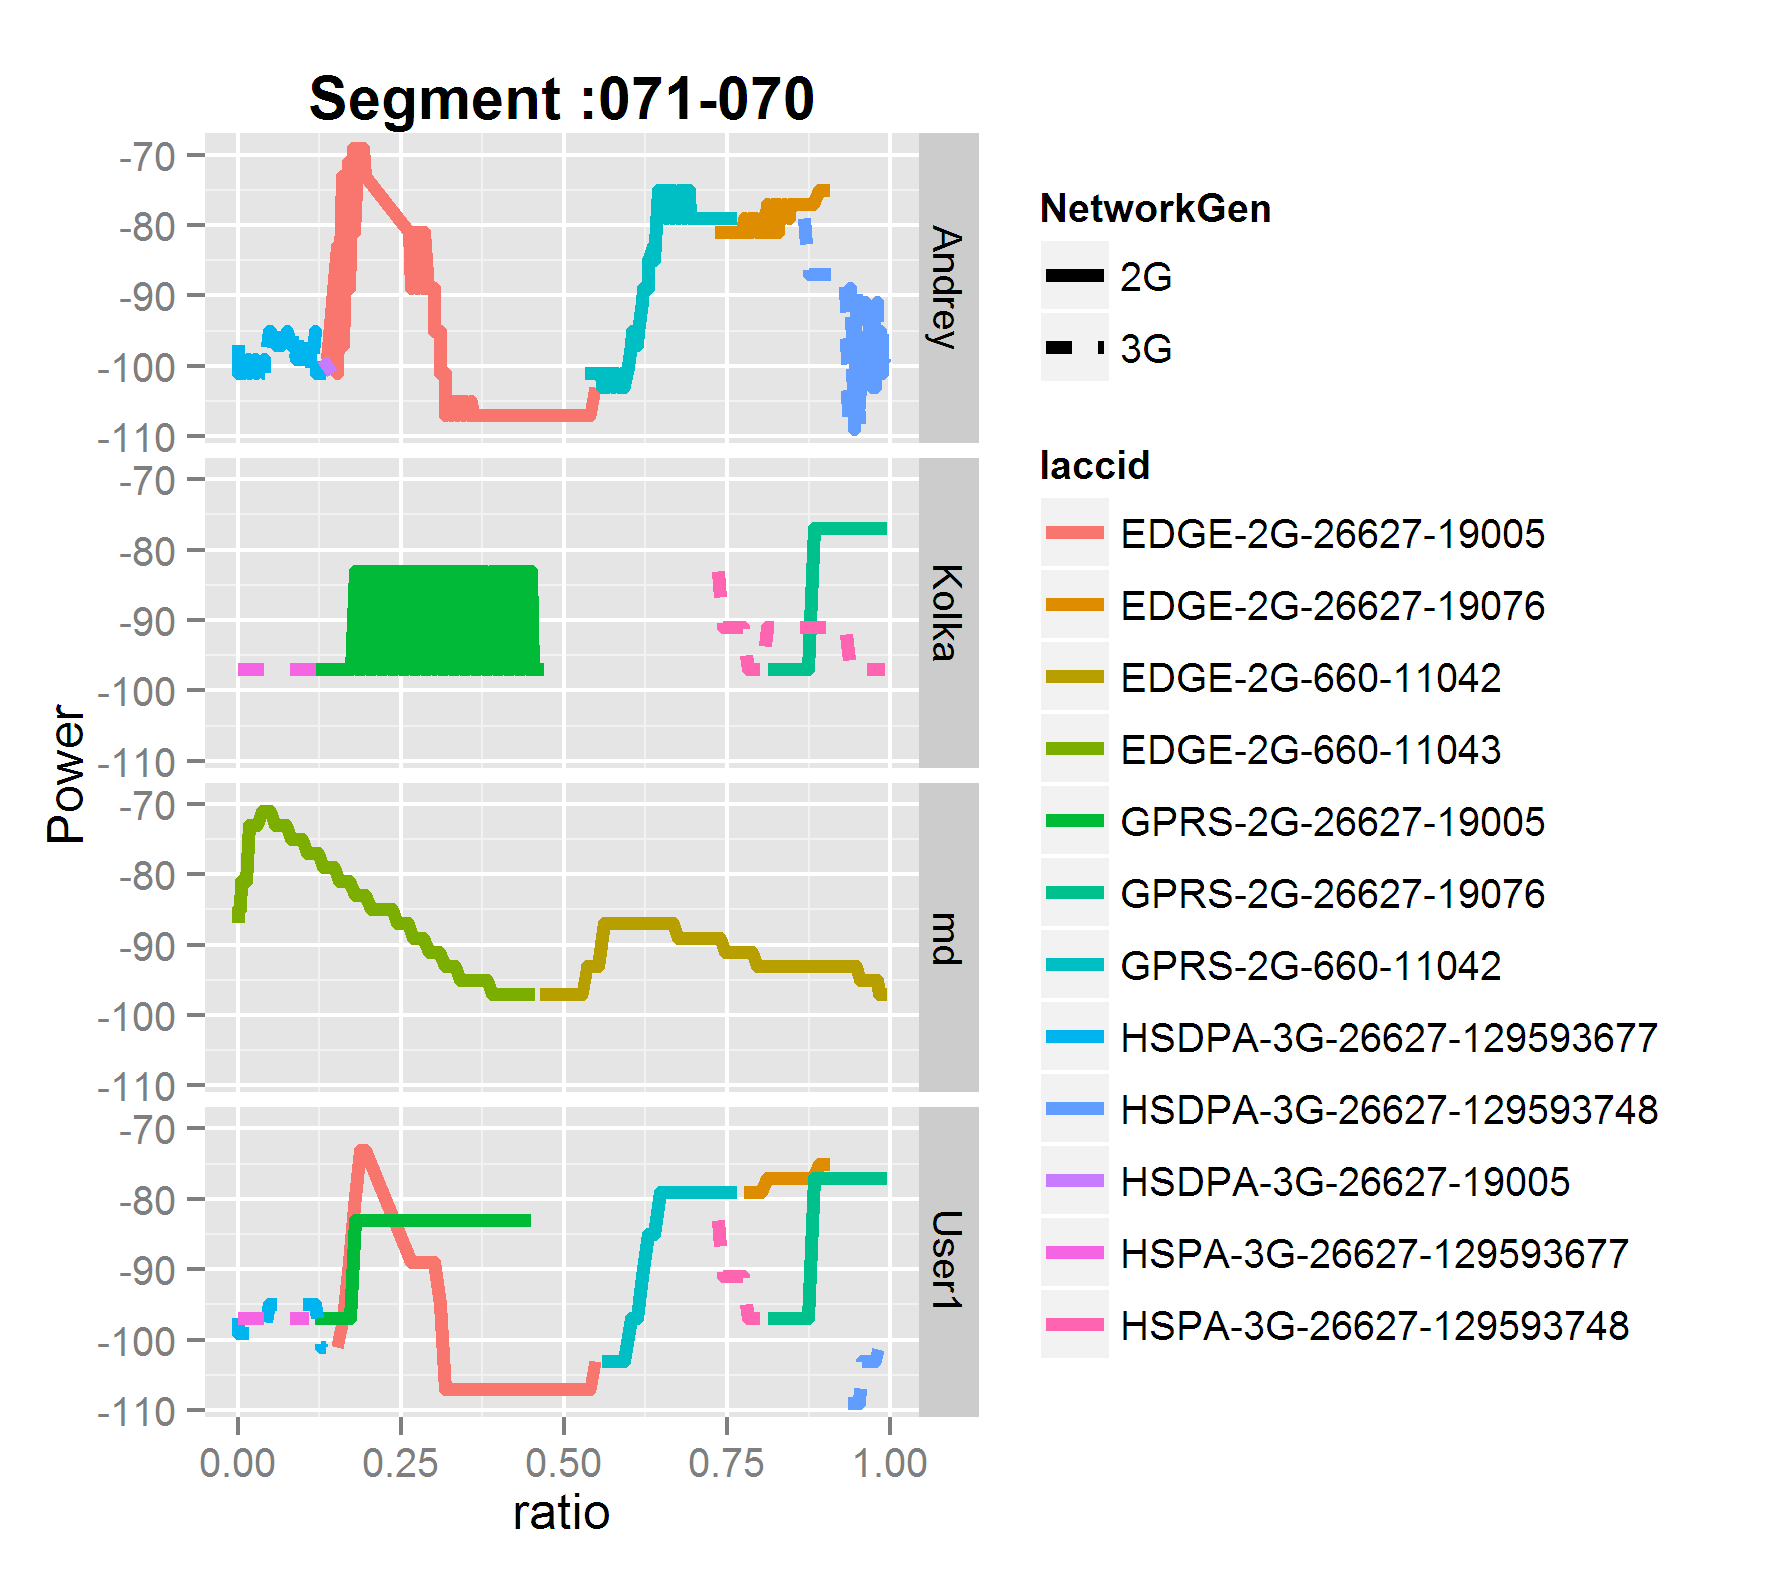 Segment :071-070
-70
-80
-90
-100
-110
Andrey
-70
-80
-90
-100
-110
Kolka
-70
-80
-90
-100
-110
md
-70
-80
-90
-100
-110
User1
Power
0.00 0.25 0.50 0.75 1.00
ratio
NetworkGen
2G
3G
laccid
EDGE-2G-26627-19005
EDGE-2G-26627-19076
EDGE-2G-660-11042
EDGE-2G-660-11043
GPRS-2G-26627-19005
GPRS-2G-26627-19076
GPRS-2G-660-11042
HSDPA-3G-26627-129593677
HSDPA-3G-26627-129593748
HSDPA-3G-26627-19005
HSPA-3G-26627-129593677
HSPA-3G-26627-129593748